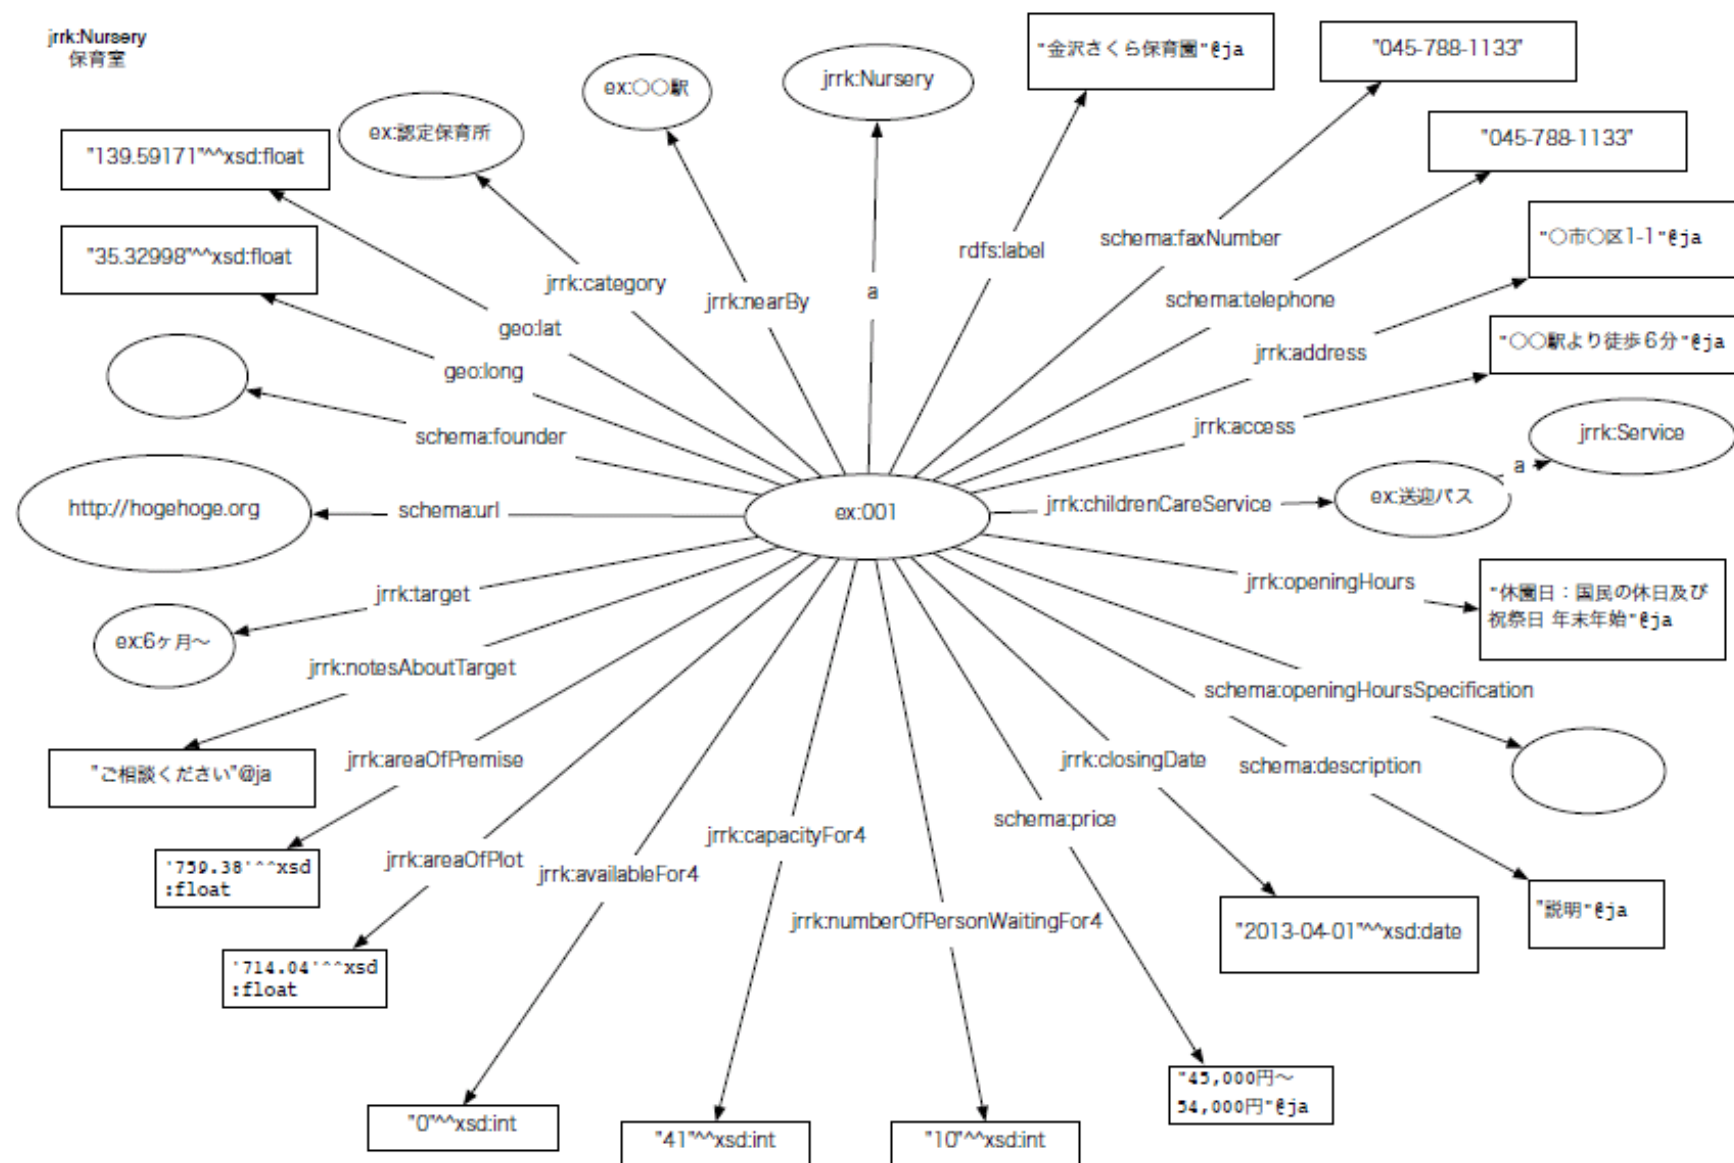 jrrk:Nursery
保育室
"金沢さくら保育園"@ja
"045-788-1133"
jrrk:Nursery
ex:〇〇駅
ex:認定保育所
"045-788-1133"
"139.59171"^^xsd:float
"〇市〇区1-1"@ja
"35.32998"^^xsd:float
schema:faxNumber
rdfs:label
jrrk:category
jrrk:nearBy
a
schema:telephone
geo:lat
"〇〇駅より徒歩６分"@ja
jrrk:address
geo:long
jrrk:access
schema:founder
jrrk:Service
a
ex:送迎バス
jrrk:childrenCareService
ex:001
schema:url
http://hogehoge.org
jrrk:openingHours
"休園日：国民の休日及び
祝祭日 年末年始"@ja
jrrk:target
ex:6ヶ月～
jrrk:notesAboutTarget
schema:openingHoursSpecification
jrrk:areaOfPremise
jrrk:closingDate
schema:description
"ご相談ください"@ja
schema:price
jrrk:capacityFor4
jrrk:areaOfPlot
jrrk:availableFor4
'759.38'^^xsd
:float
jrrk:numberOfPersonWaitingFor4
"2013-04-01"^^xsd:date
"説明"@ja
'714.04'^^xsd
:float
"45,000円～
54,000円"@ja
"0"^^xsd:int
"41"^^xsd:int
"10"^^xsd:int